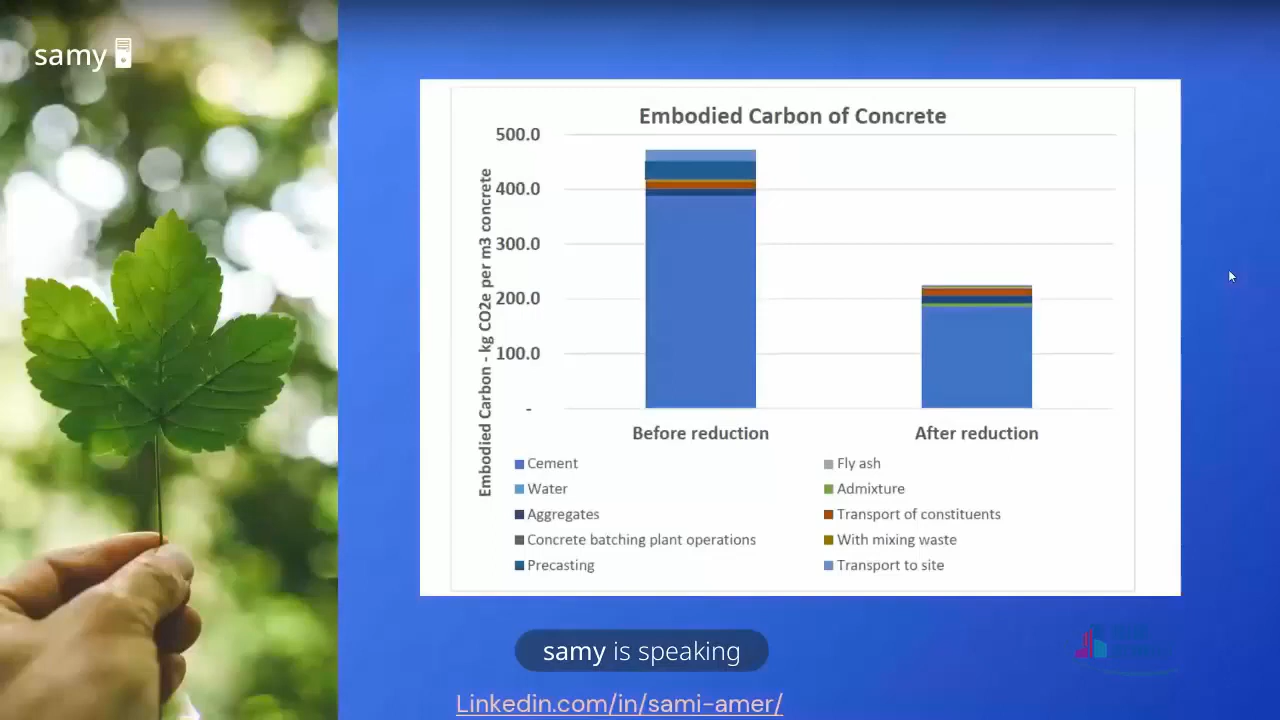 samy
Embodied Carbon of Concrete
Embodied Carbon - kg CO2e per m3 concrete
500.0
400.0
300.0
200.0
100.0
-
Before reduction
After reduction
Cement
Fly ash
Water
Admixture
Aggregates
Transport of constituents
Concrete batching plant operations
With mixing waste
Precasting
Transport to site
samy is speaking
Linkedin.com/in/sami-amer/